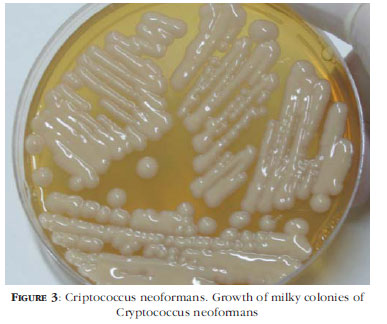 FIGURE 3: Criptococcus neoformans. Growth of milky colonies of
Cryptococcus neoformans